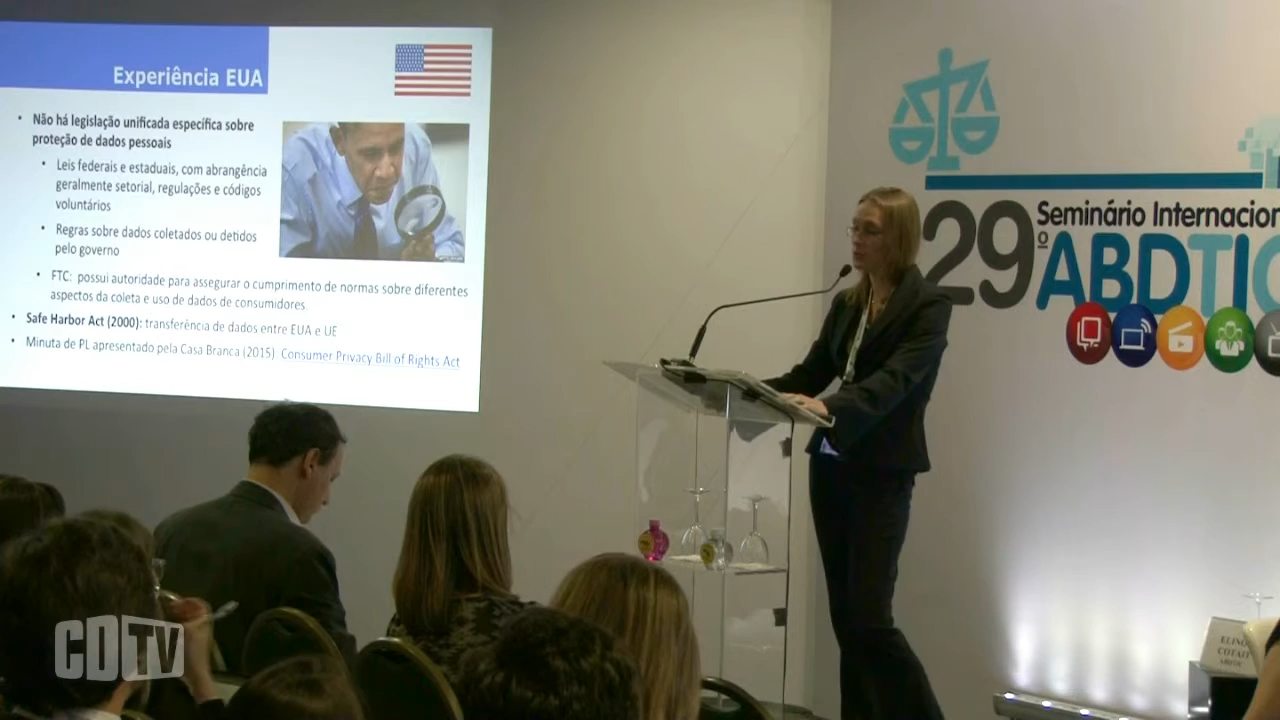 Experiência EUA
• Não há legislação unificada específica sobre
proteção de dados pessoais
• Leis federais e estaduais, com abrangência
geralmente setorial, regulações e códigos
voluntários
• Regras sobre dados coletados ou detidos
pelo governo
• FTC: possui autoridade para assegurar o cumprimento de normas sobre diferentes
aspectos da coleta e uso de dados de consumidores
• Safe Harbor Act (2000): transferência de dados entre EUA e UE
• Minuta de PL apresentado pela Casa Branca (2015). Consumer Privacy Bill of Rights Act
29º
Seminário Internacion
ABDTIC
COTAIT
CDTV